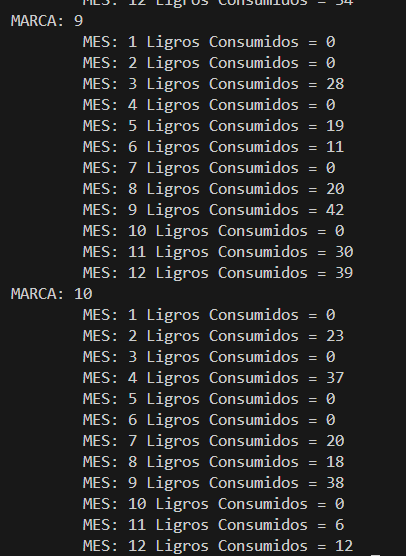 MES: 12 Ligros Consumidos = 34
MARCA: 9
MES: 1 Ligros Consumidos = 0
MES: 2 Ligros Consumidos = 0
MES: 3 Ligros Consumidos = 28
MES: 4 Ligros Consumidos = 0
MES: 5 Ligros Consumidos = 19
MES: 6 Ligros Consumidos = 11
MES: 7 Ligros Consumidos = 0
MES: 8 Ligros Consumidos = 20
MES: 9 Ligros Consumidos = 42
MES: 10 Ligros Consumidos = 0
MES: 11 Ligros Consumidos = 30
MES: 12 Ligros Consumidos = 39
MARCA: 10
MES: 1 Ligros Consumidos = 0
MES: 2 Ligros Consumidos = 23
MES: 3 Ligros Consumidos = 0
MES: 4 Ligros Consumidos = 37
MES: 5 Ligros Consumidos = 0
MES: 6 Ligros Consumidos = 0
MES: 7 Ligros Consumidos = 20
MES: 8 Ligros Consumidos = 18
MES: 9 Ligros Consumidos = 38
MES: 10 Ligros Consumidos = 0
MES: 11 Ligros Consumidos = 6
MES: 12 Ligros Consumidos = 12